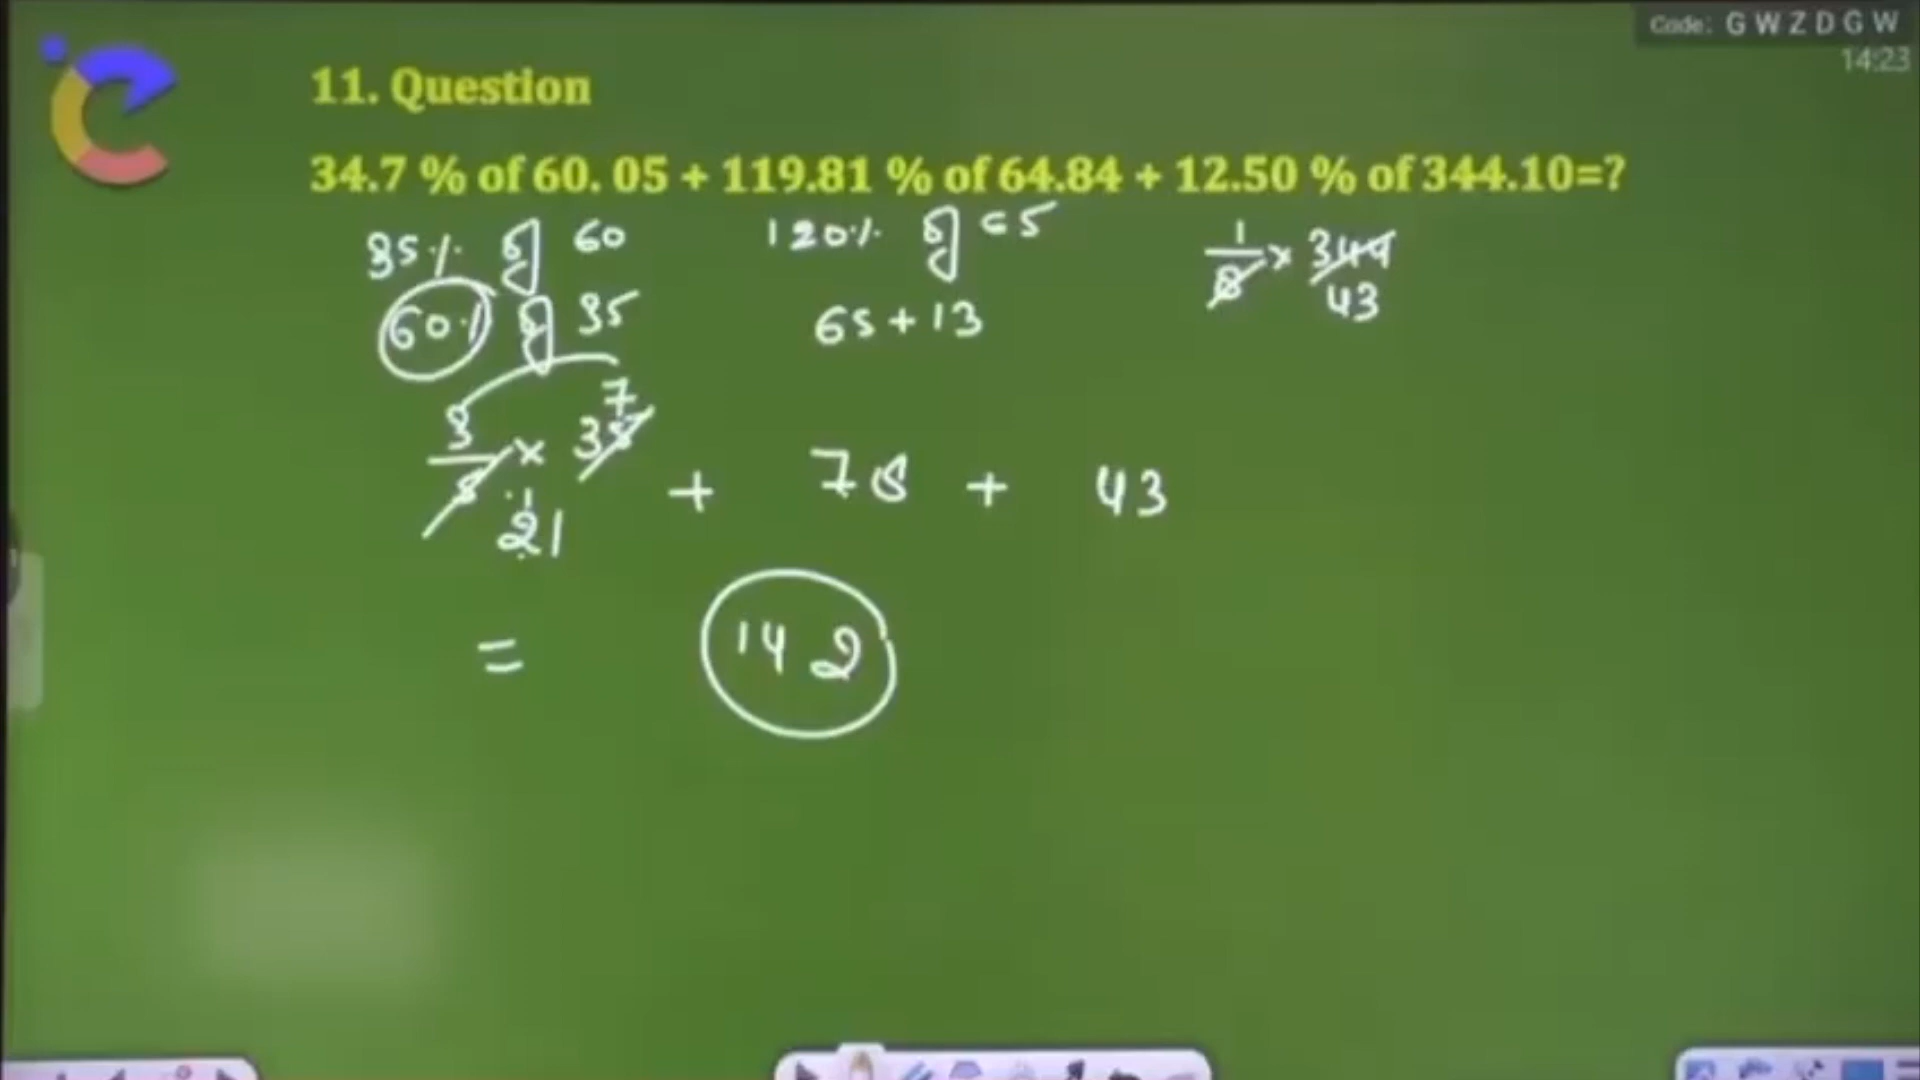 Code: GWZDGW
14:23
11. Question
34.7 % of 60. 05 + 119.81 % of 64.84 + 12.50 % of 344.10=?
35% of 60 120% of 65 1/8 × 344
60% of 35 65 + 13 43
3/5 × 35 7
21 + 78 + 43
= 142